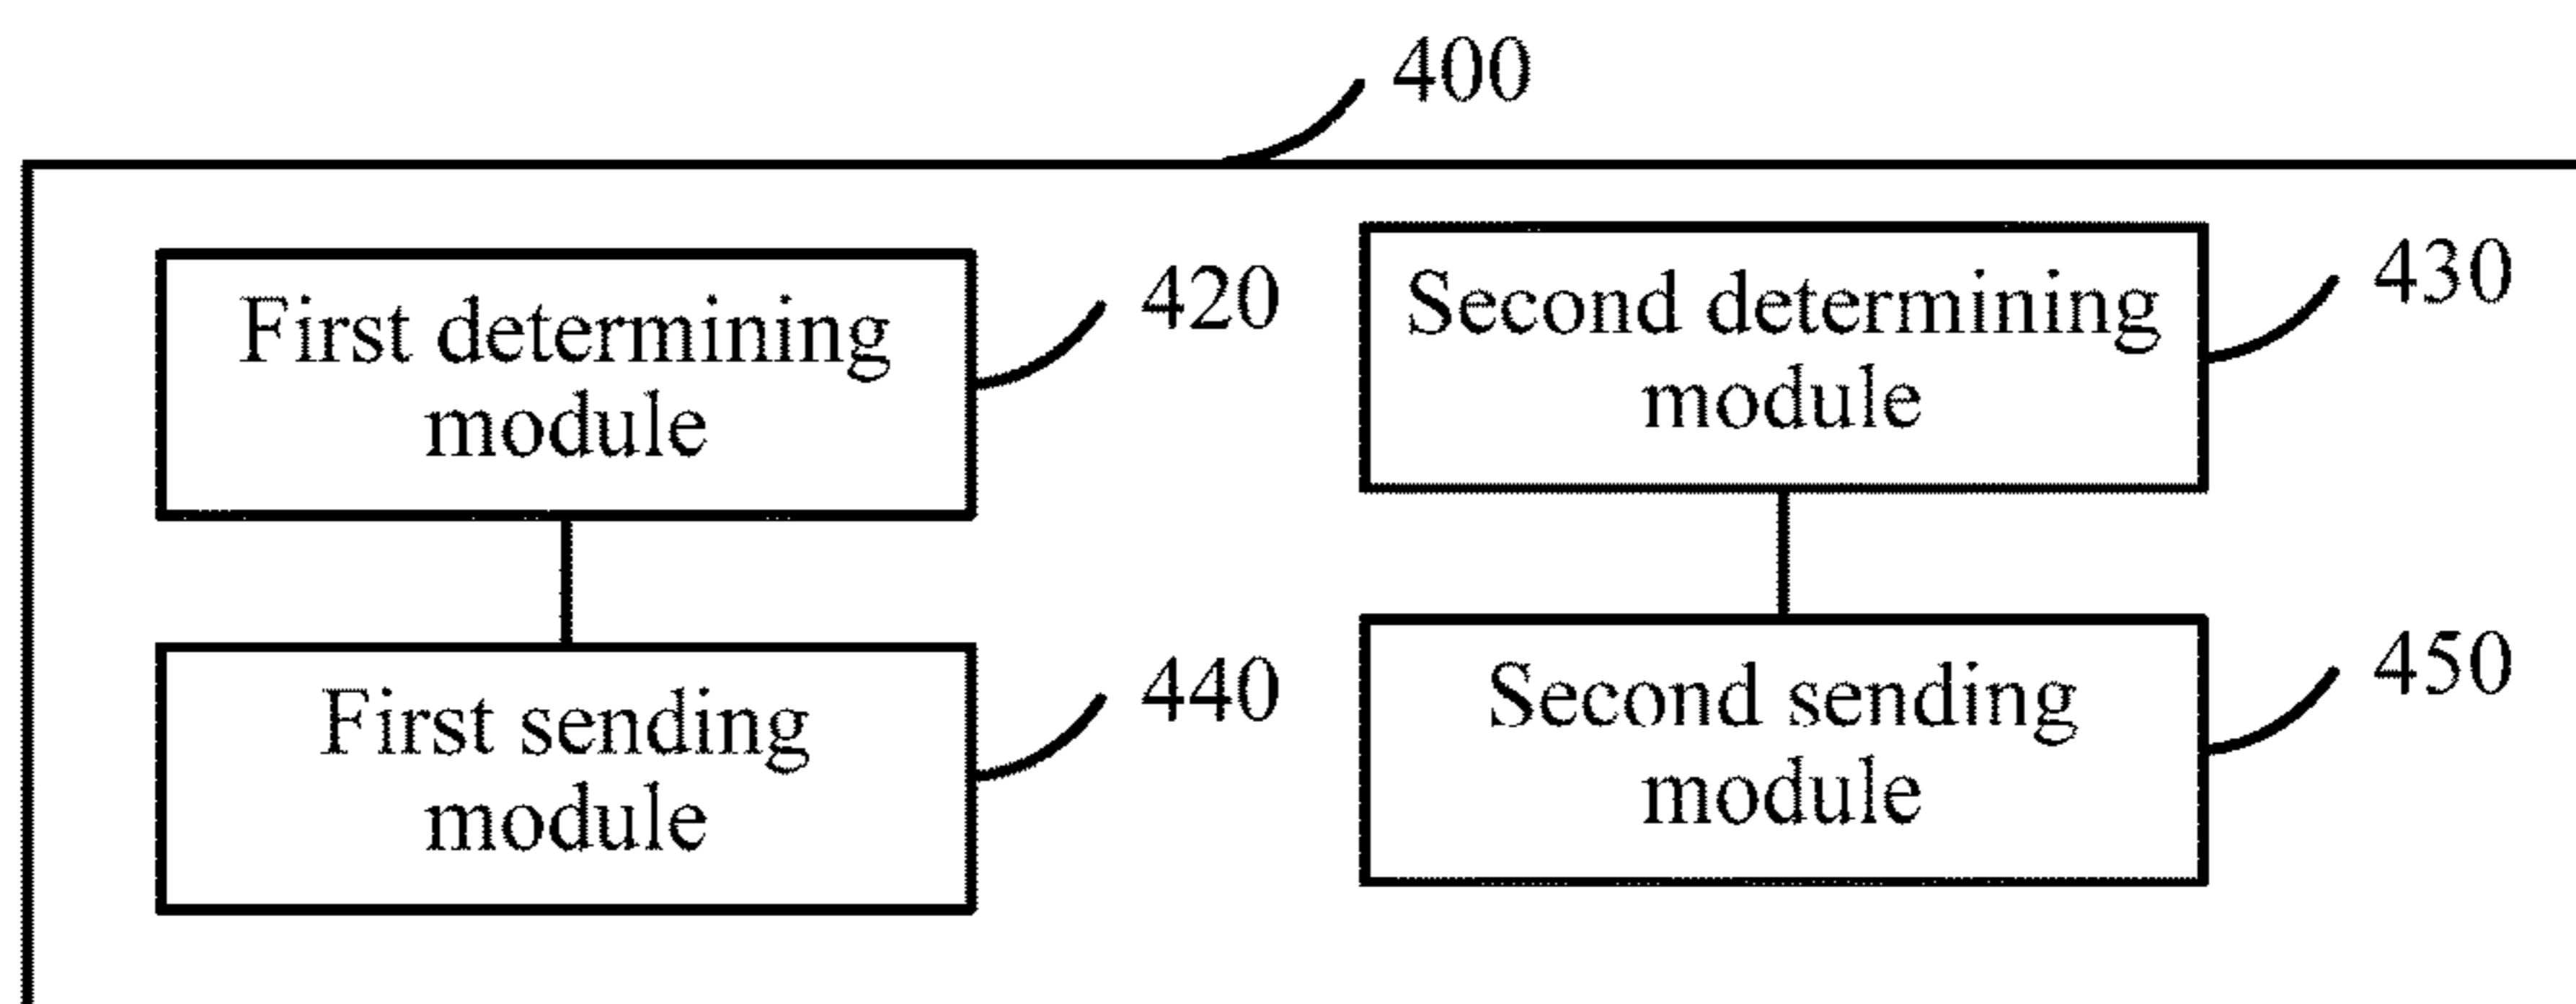 400
First determining
module
420
Second determining
module
430
First sending
module
440
Second sending
module
450